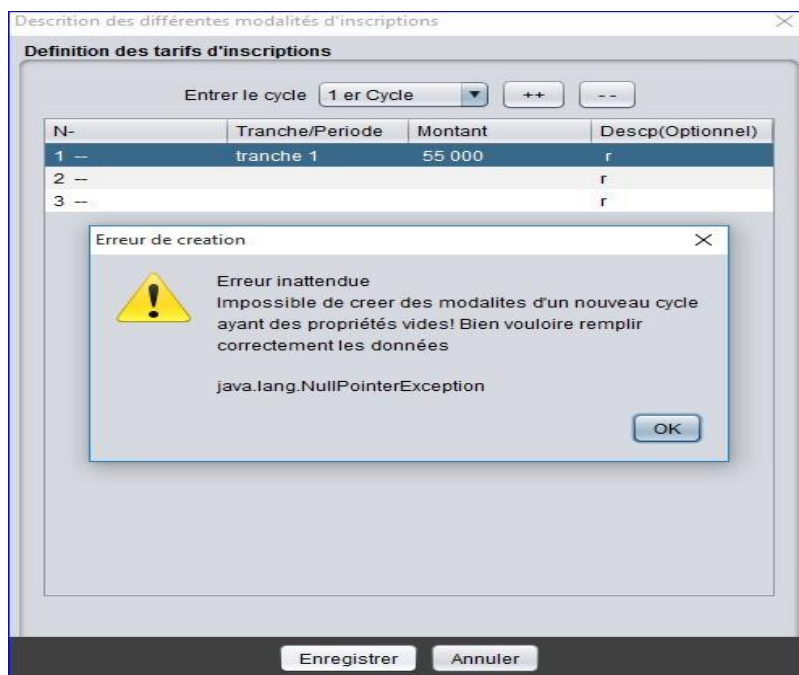 Descrition des différentes modalités d'inscriptions
Definition des tarifs d'inscriptions
Entrer le cycle 1 er Cycle ++ --
N- Tranche/Periode Montant Descp(Optionnel)
1 -- tranche 1 55 000 r
2 -- r
3 -- r
Erreur de creation
Erreur inattendue
Impossible de creer des modalites d'un nouveau cycle
ayant des propriétés vides! Bien vouloire remplir
correctement les données
java.lang.NullPointerException
OK
Enregistrer Annuler